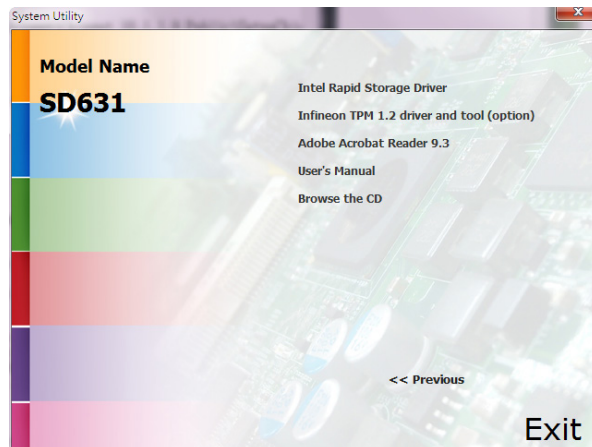 System Utility
Model Name
SD631
Intel Rapid Storage Driver
Infineon TPM 1.2 driver and tool (option)
Adobe Acrobat Reader 9.3
User's Manual
Browse the CD
<< Previous
Exit